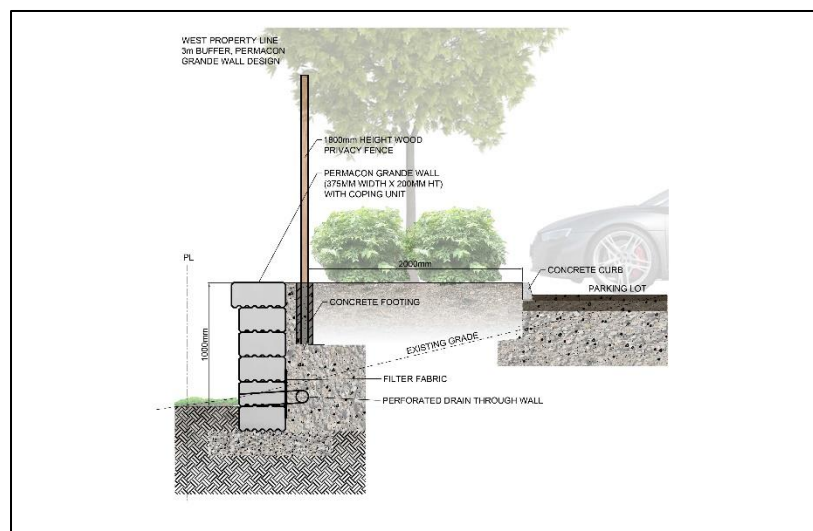 WEST PROPERTY LINE
3m BUFFER, PERMACON
GRANDE WALL DESIGN
1800mm HEIGHT WOOD
PRIVACY FENCE
PERMACON GRANDE WALL
(375MM WIDTH X 200MM HT)
WITH COPING UNIT
PL
2000mm
CONCRETE CURB
PARKING LOT
CONCRETE FOOTING
1000mm
EXISTING GRADE
FILTER FABRIC
PERFORATED DRAIN THROUGH WALL